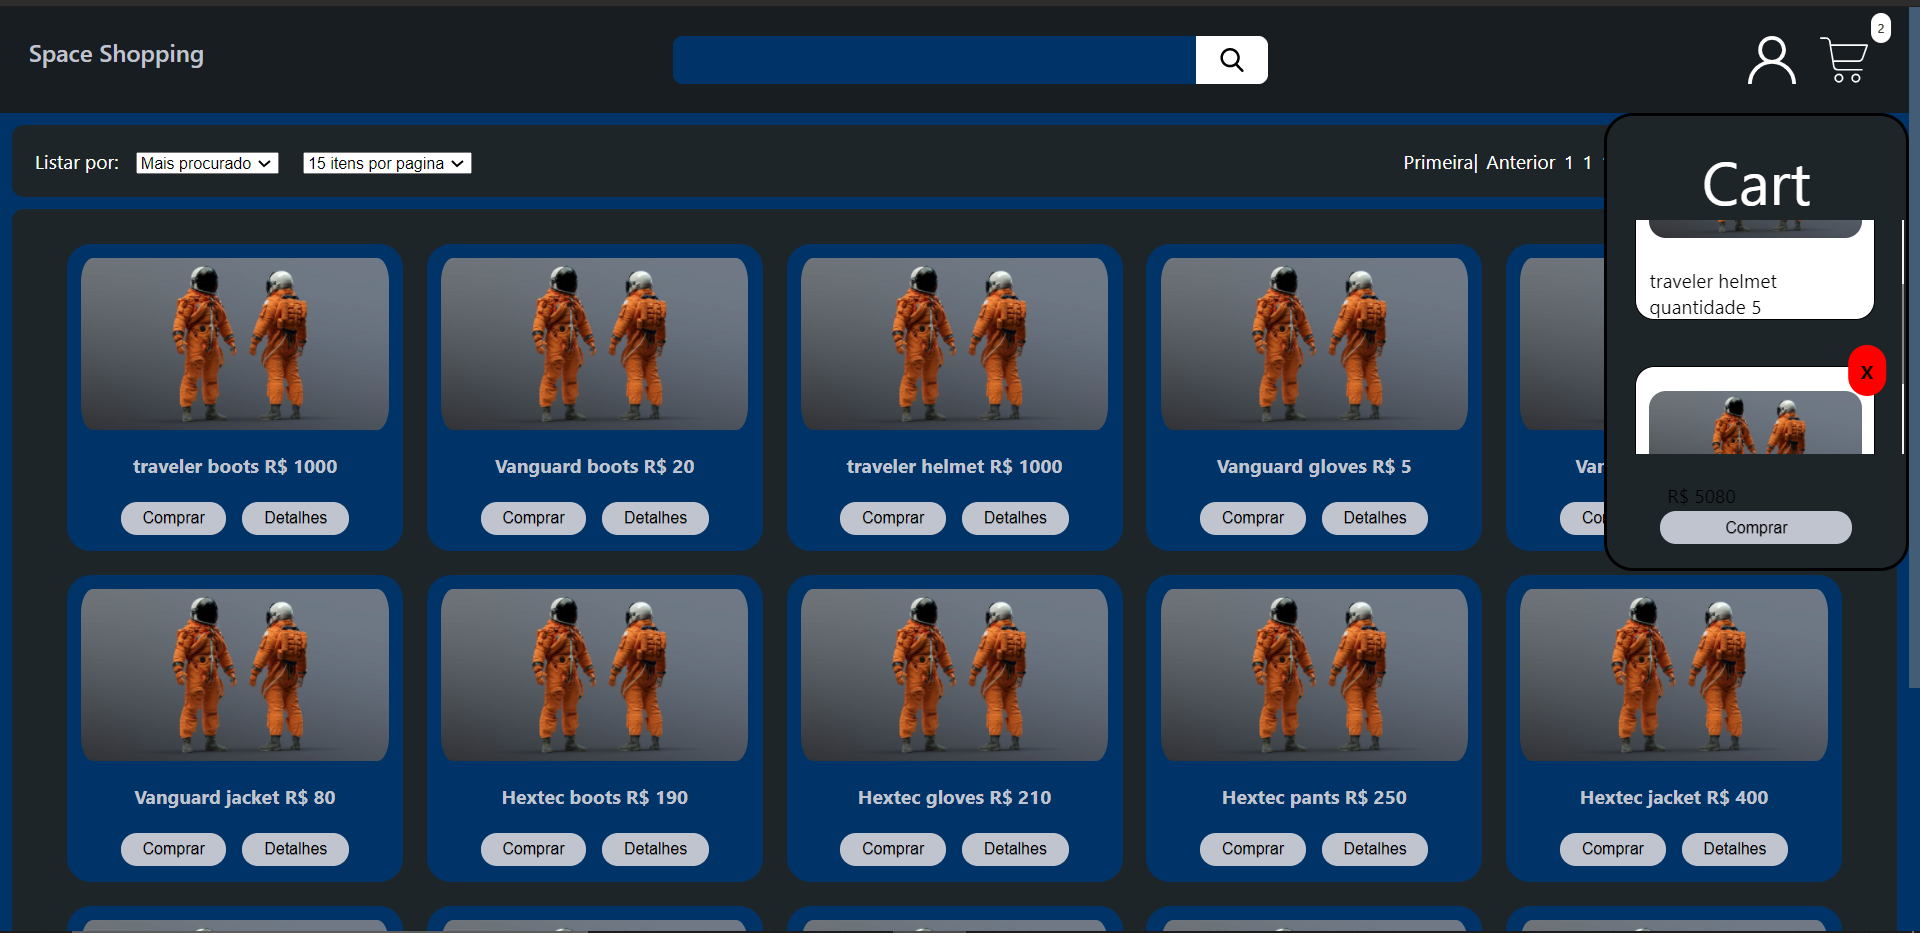 Space Shopping
2
Listar por: Mais procurado 15 itens por pagina Primeira| Anterior 1 1
Cart
traveler helmet
quantidade 5
X
R$ 5080
Comprar
traveler boots R$ 1000
Comprar Detalhes
Vanguard boots R$ 20
Comprar Detalhes
traveler helmet R$ 1000
Comprar Detalhes
Vanguard gloves R$ 5
Comprar Detalhes
Vanguard jacket R$ 80
Comprar Detalhes
Hextec boots R$ 190
Comprar Detalhes
Hextec gloves R$ 210
Comprar Detalhes
Hextec pants R$ 250
Comprar Detalhes
Hextec jacket R$ 400
Comprar Detalhes